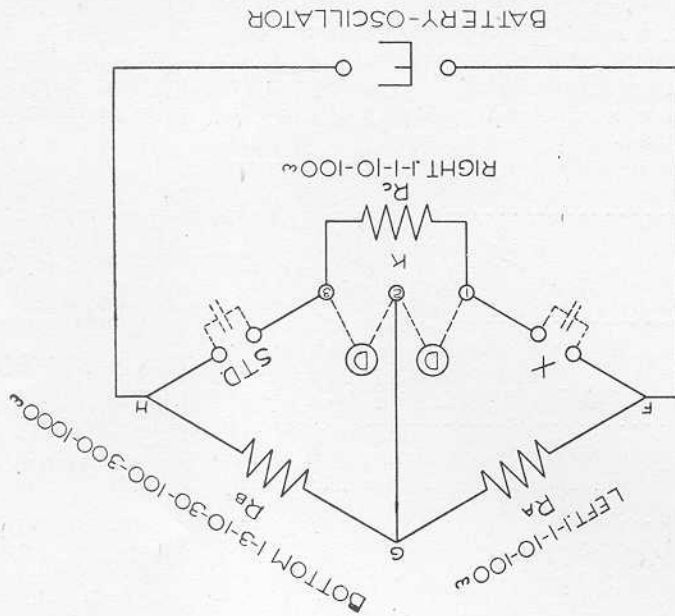 G
LEFT .1-1-10-100ω
RA
RB
BOTTOM 1-3-10-30-100-300-1000ω
F
H
X
D
D
STD.
1
2
3
K
Rc
RIGHT .1-1-10-100ω
E
BATTERY-OSCILLATOR